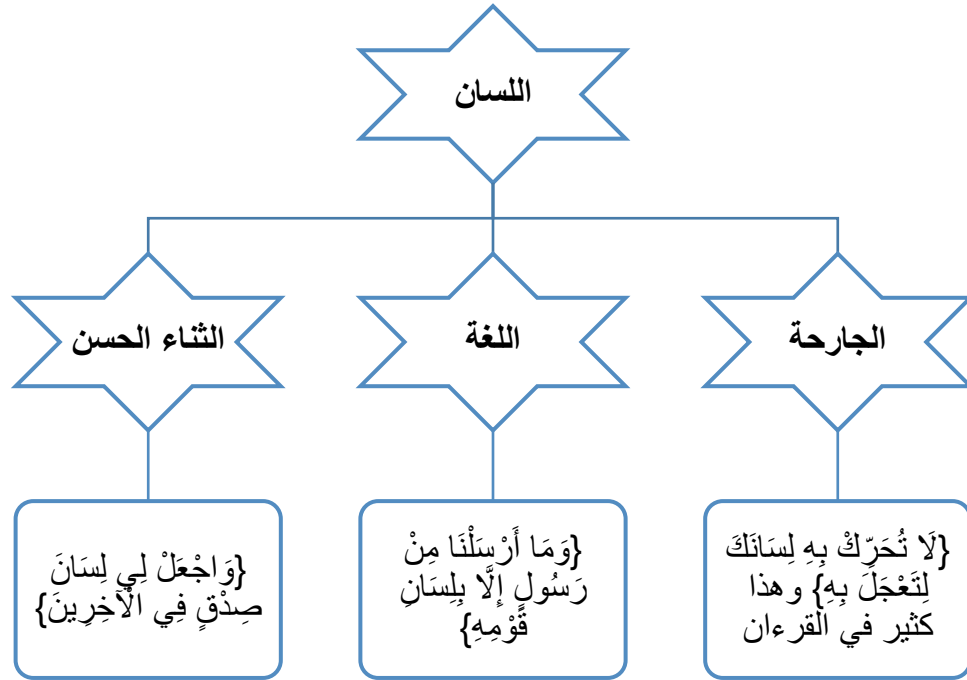 اللسان
الجارحة
اللغة
الثناء الحسن
{لَا تُحَرِّكْ بِهِ لِسَانَكَ
لِتَعْجَلَ بِهِ} وهذا
كثير في القرءان
{وَمَا أَرْسَلْنَا مِنْ
رَسُولٍ إِلَّا بِلِسَانِ
قَوْمِهِ}
{وَاجْعَلْ لِي لِسَانَ
صِدْقٍ فِي الْآخِرِينَ}